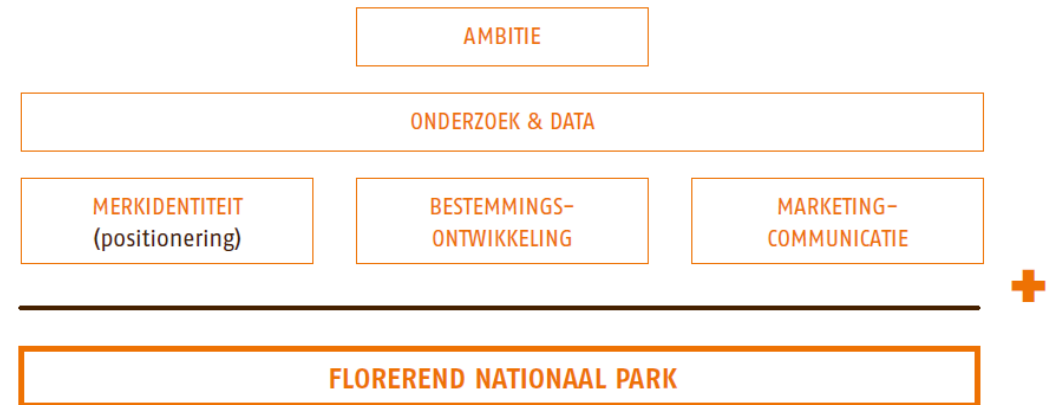 AMBITIE
ONDERZOEK & DATA
MERKIDENTITEIT
(positionering)
BESTEMMINGS-
ONTWIKKELING
MARKETING-
COMMUNICATIE
+
FLOREREND NATIONAAL PARK